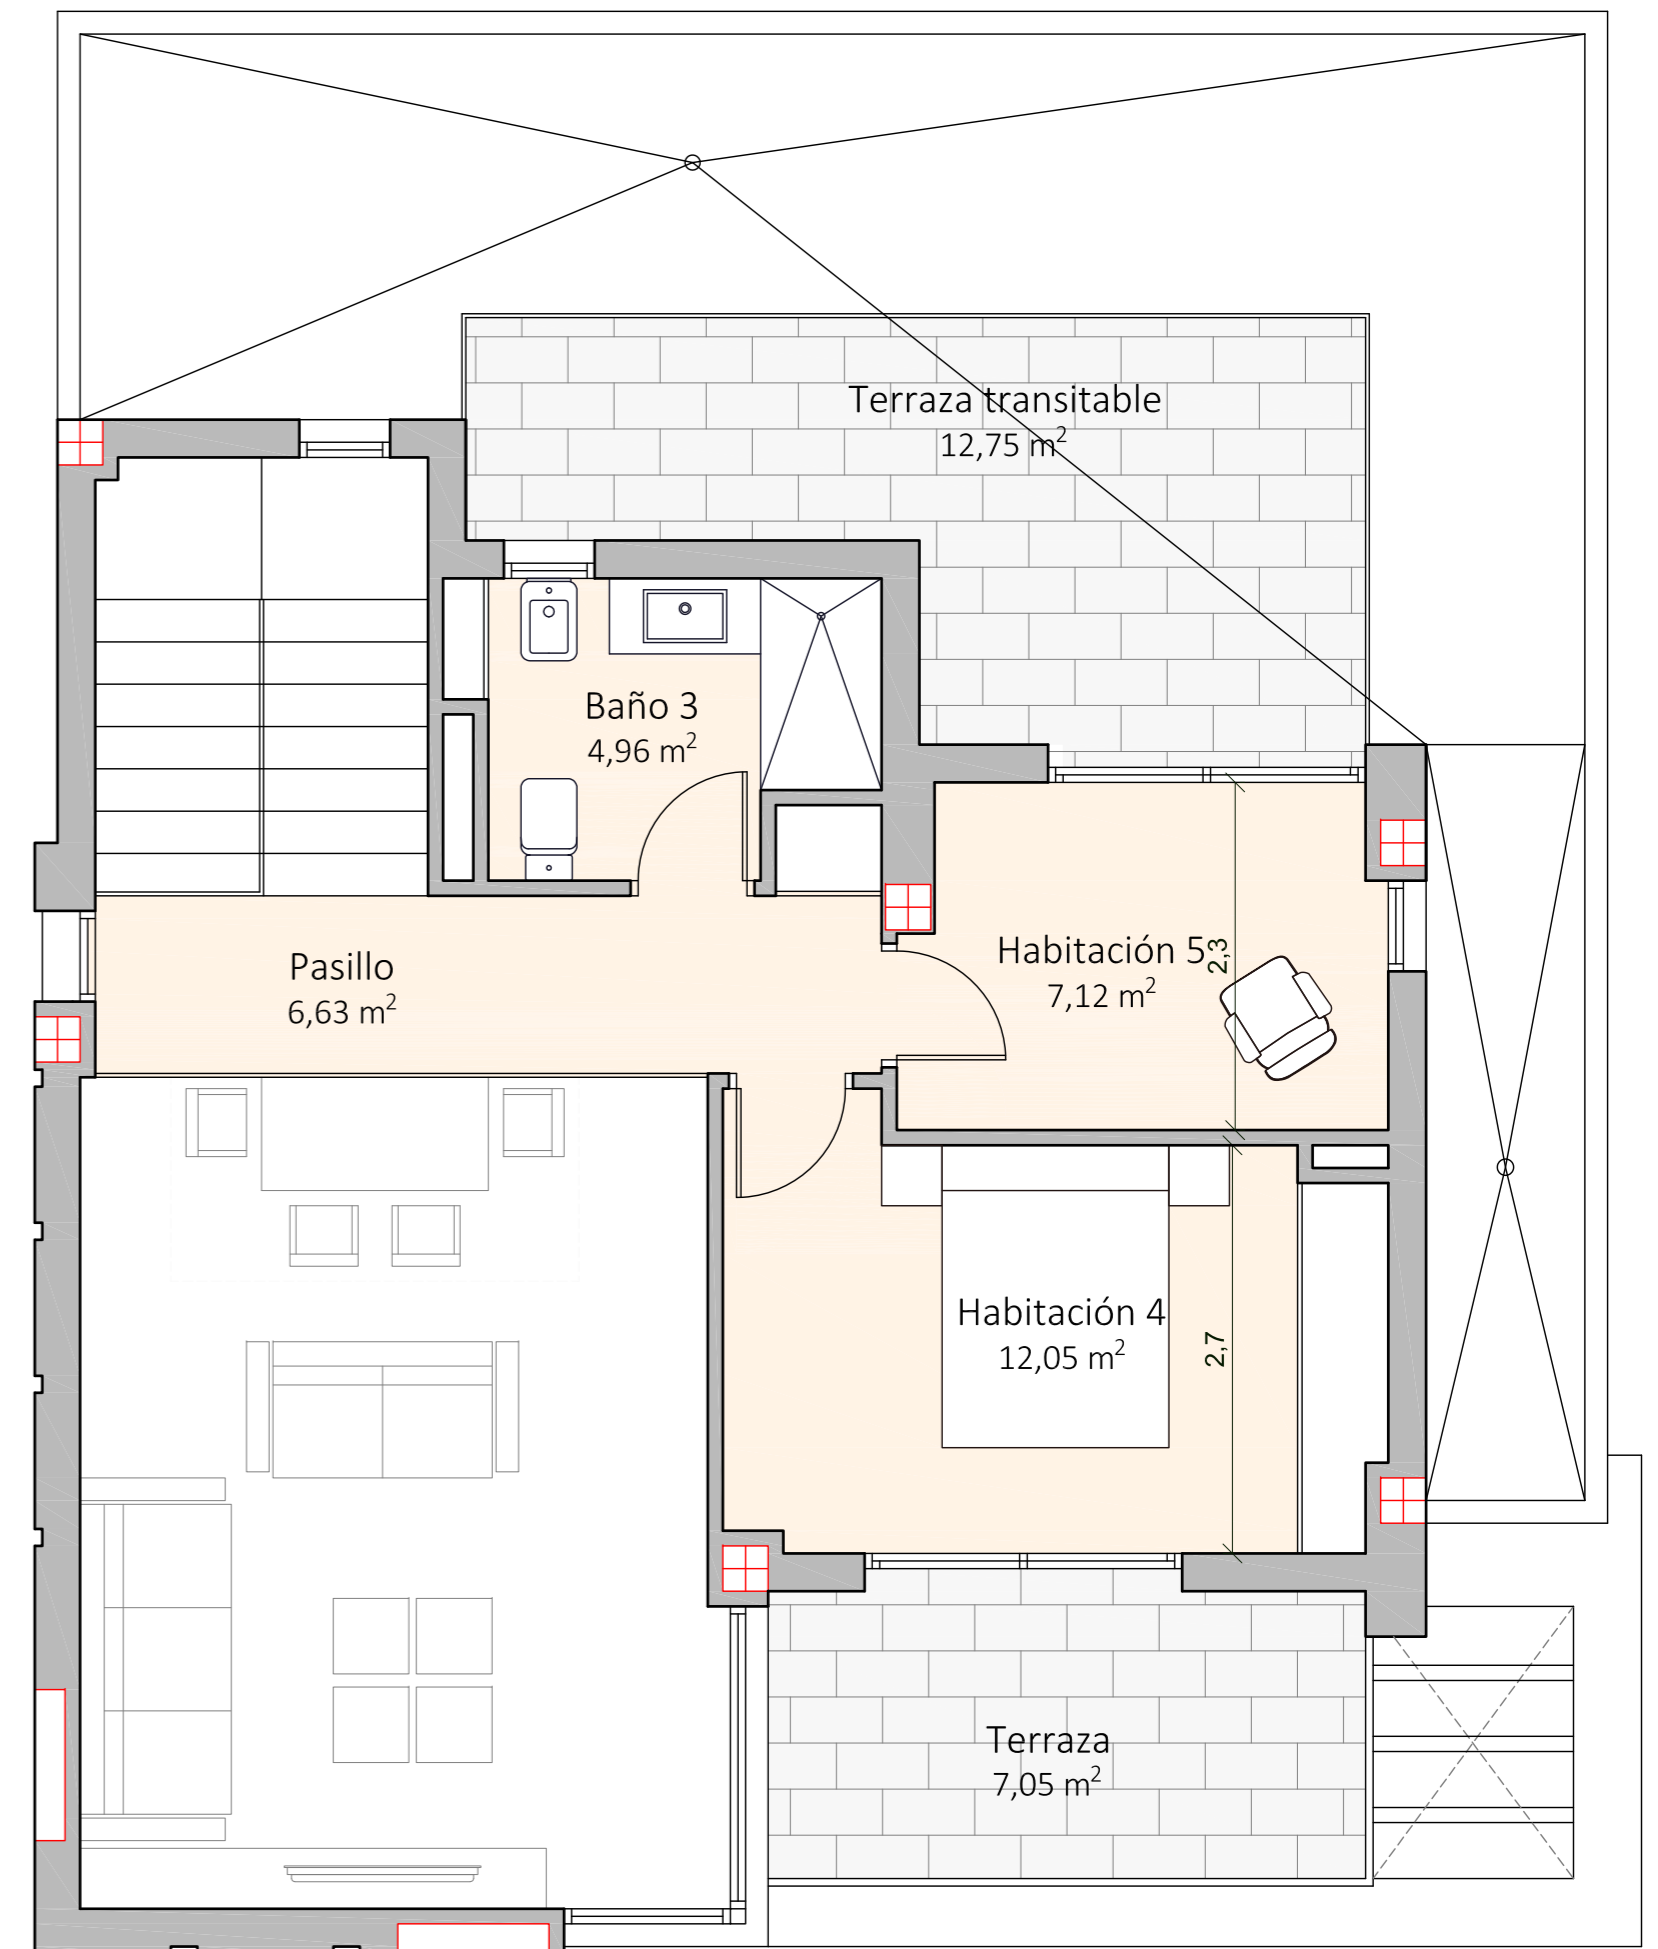 Terraza transitable
12,75 m²
Baño 3
4,96 m²
Pasillo
6,63 m²
Habitación 5
7,12 m²
2,3
Habitación 4
12,05 m²
2,7
Terraza
7,05 m²